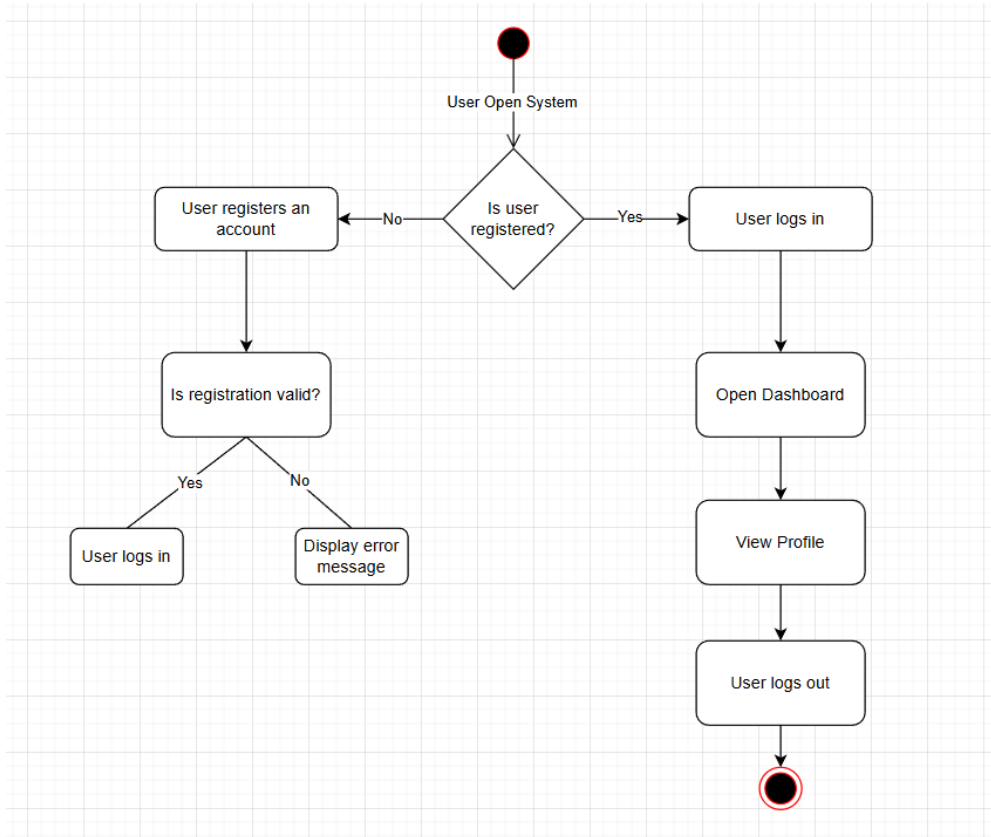 User Open System
Is user
registered?
No
Yes
User registers an
account
User logs in
Is registration valid?
Open Dashboard
Yes
No
User logs in
Display error
message
View Profile
User logs out